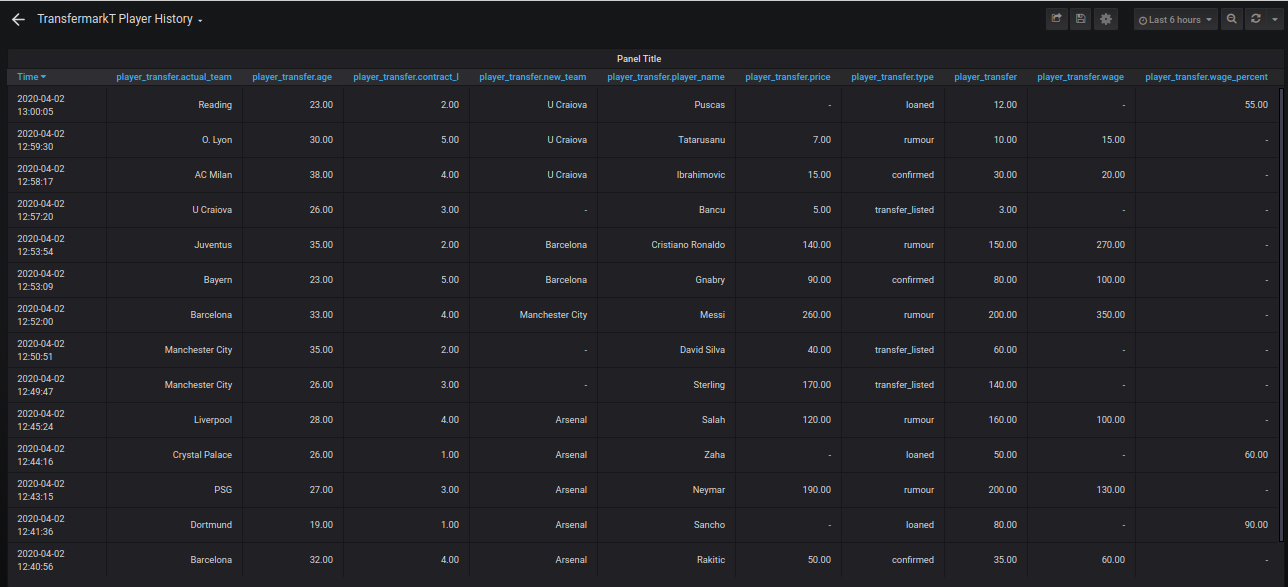 TransfermarkT Player History
Last 6 hours
Panel Title
Time player_transfer.actual_team player_transfer.age player_transfer.contract_l player_transfer.new_team player_transfer.player_name player_transfer.price player_transfer.type player_transfer player_transfer.wage player_transfer.wage_percent
2020-04-02
13:00:05 Reading 23.00 2.00 U Craiova Puscas - loaned 12.00 - 55.00
2020-04-02
12:59:30 O. Lyon 30.00 5.00 U Craiova Tatarusanu 7.00 rumour 10.00 15.00 -
2020-04-02
12:58:17 AC Milan 38.00 4.00 U Craiova Ibrahimovic 15.00 confirmed 30.00 20.00 -
2020-04-02
12:57:20 U Craiova 26.00 3.00 - Bancu 5.00 transfer_listed 3.00 - -
2020-04-02
12:53:54 Juventus 35.00 2.00 Barcelona Cristiano Ronaldo 140.00 rumour 150.00 270.00 -
2020-04-02
12:53:09 Bayern 23.00 5.00 Barcelona Gnabry 90.00 confirmed 80.00 100.00 -
2020-04-02
12:52:00 Barcelona 33.00 4.00 Manchester City Messi 260.00 rumour 200.00 350.00 -
2020-04-02
12:50:51 Manchester City 35.00 2.00 - David Silva 40.00 transfer_listed 60.00 - -
2020-04-02
12:49:47 Manchester City 26.00 3.00 - Sterling 170.00 transfer_listed 140.00 - -
2020-04-02
12:45:24 Liverpool 28.00 4.00 Arsenal Salah 120.00 rumour 160.00 100.00 -
2020-04-02
12:44:16 Crystal Palace 26.00 1.00 Arsenal Zaha - loaned 50.00 - 60.00
2020-04-02
12:43:15 PSG 27.00 3.00 Arsenal Neymar 190.00 rumour 200.00 130.00 -
2020-04-02
12:41:36 Dortmund 19.00 1.00 Arsenal Sancho - loaned 80.00 - 90.00
2020-04-02
12:40:56 Barcelona 32.00 4.00 Arsenal Rakitic 50.00 confirmed 35.00 60.00 -